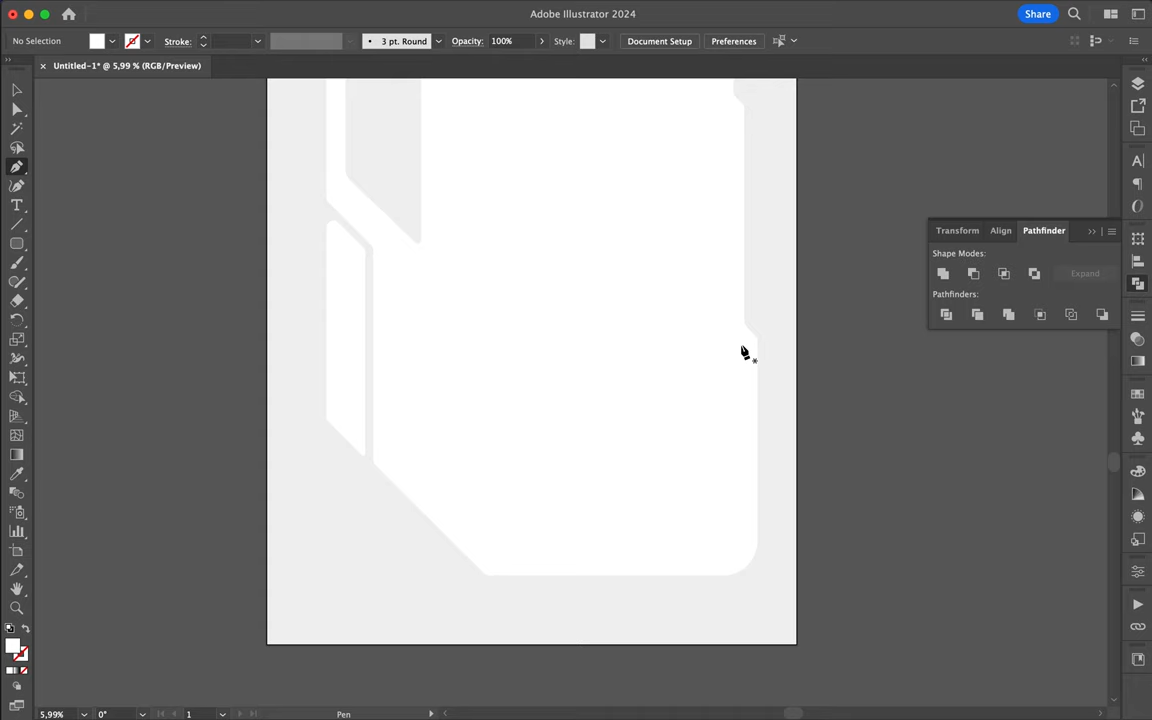 Adobe Illustrator 2024
Share
No Selection
Stroke:
3 pt. Round
Opacity:
100%
Style:
Document Setup
Preferences
Untitled-1* @ 5,99 % (RGB/Preview)
Transform
Align
Pathfinder
Shape Modes:
Expand
Pathfinders:
5,99%
0°
1
Pen